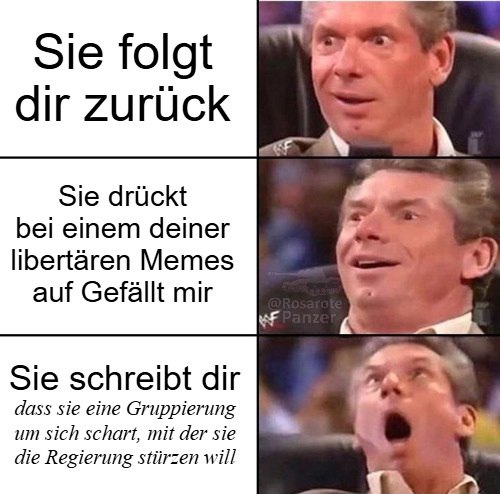 Sie folgt
dir zurück
Sie drückt
bei einem deiner
libertären Memes
auf Gefällt mir
@Rosarote
Panzer
Sie schreibt dir
dass sie eine Gruppierung
um sich schart, mit der sie
die Regierung stürzen will